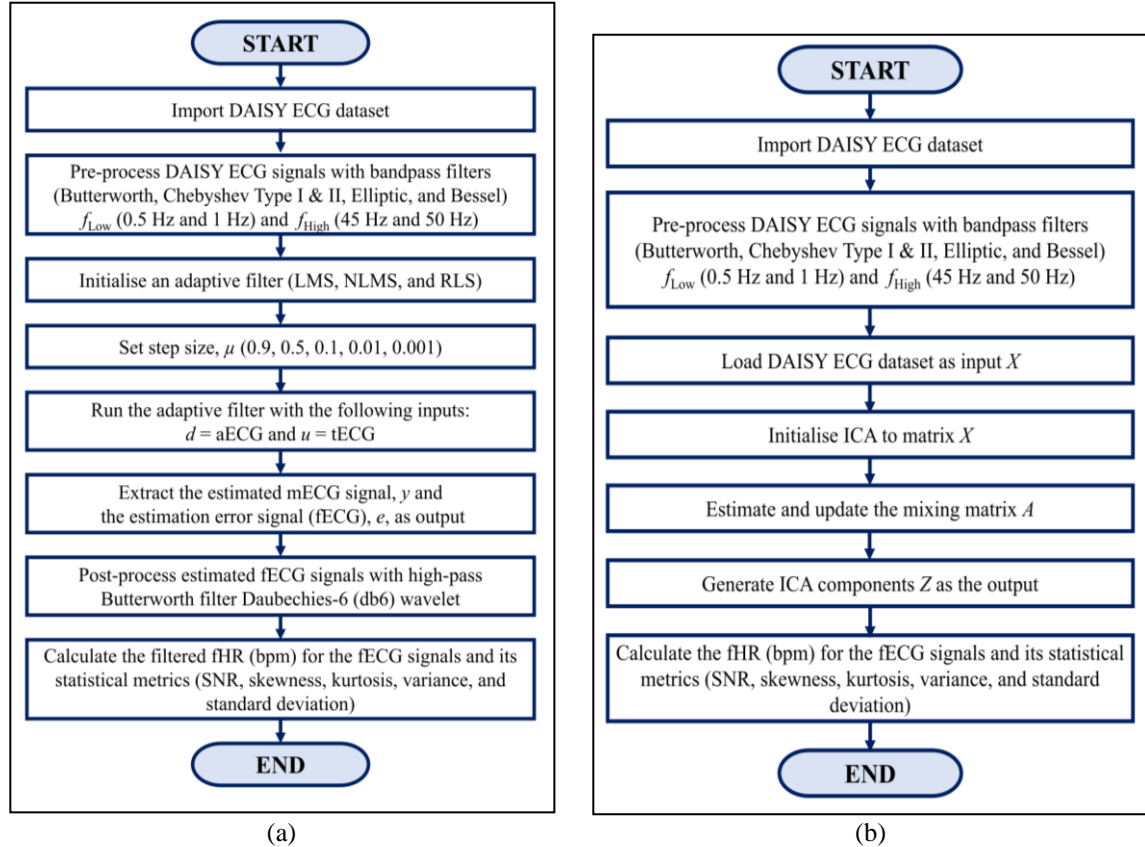 START
Import DAISY ECG dataset
Pre-process DAISY ECG signals with bandpass filters
(Butterworth, Chebyshev Type I & II, Elliptic, and Bessel)
fLow (0.5 Hz and 1 Hz) and fHigh (45 Hz and 50 Hz)
Initialise an adaptive filter (LMS, NLMS, and RLS)
Set step size, μ (0.9, 0.5, 0.1, 0.01, 0.001)
Run the adaptive filter with the following inputs:
d = aECG and u = tECG
Extract the estimated mECG signal, y and
the estimation error signal (fECG), e, as output
Post-process estimated fECG signals with high-pass
Butterworth filter Daubechies-6 (db6) wavelet
Calculate the filtered fHR (bpm) for the fECG signals and its
statistical metrics (SNR, skewness, kurtosis, variance, and
standard deviation)
END
(a)
START
Import DAISY ECG dataset
Pre-process DAISY ECG signals with bandpass filters
(Butterworth, Chebyshev Type I & II, Elliptic, and Bessel)
fLow (0.5 Hz and 1 Hz) and fHigh (45 Hz and 50 Hz)
Load DAISY ECG dataset as input X
Initialise ICA to matrix X
Estimate and update the mixing matrix A
Generate ICA components Z as the output
Calculate the fHR (bpm) for the fECG signals and its statistical
metrics (SNR, skewness, kurtosis, variance, and standard
deviation)
END
(b)